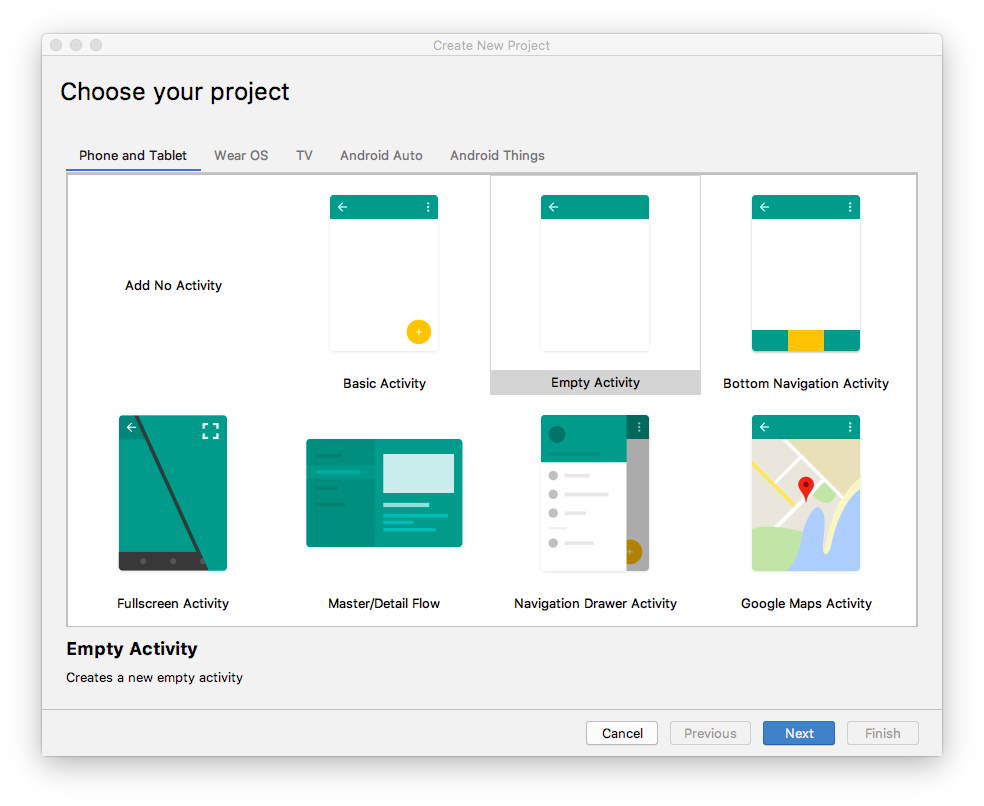 Create New Project
Choose your project
Phone and Tablet Wear OS TV Android Auto Android Things
Add No Activity
Basic Activity
Empty Activity
Bottom Navigation Activity
Fullscreen Activity
Master/Detail Flow
Navigation Drawer Activity
Google Maps Activity
Empty Activity
Creates a new empty activity
Cancel Previous Next Finish